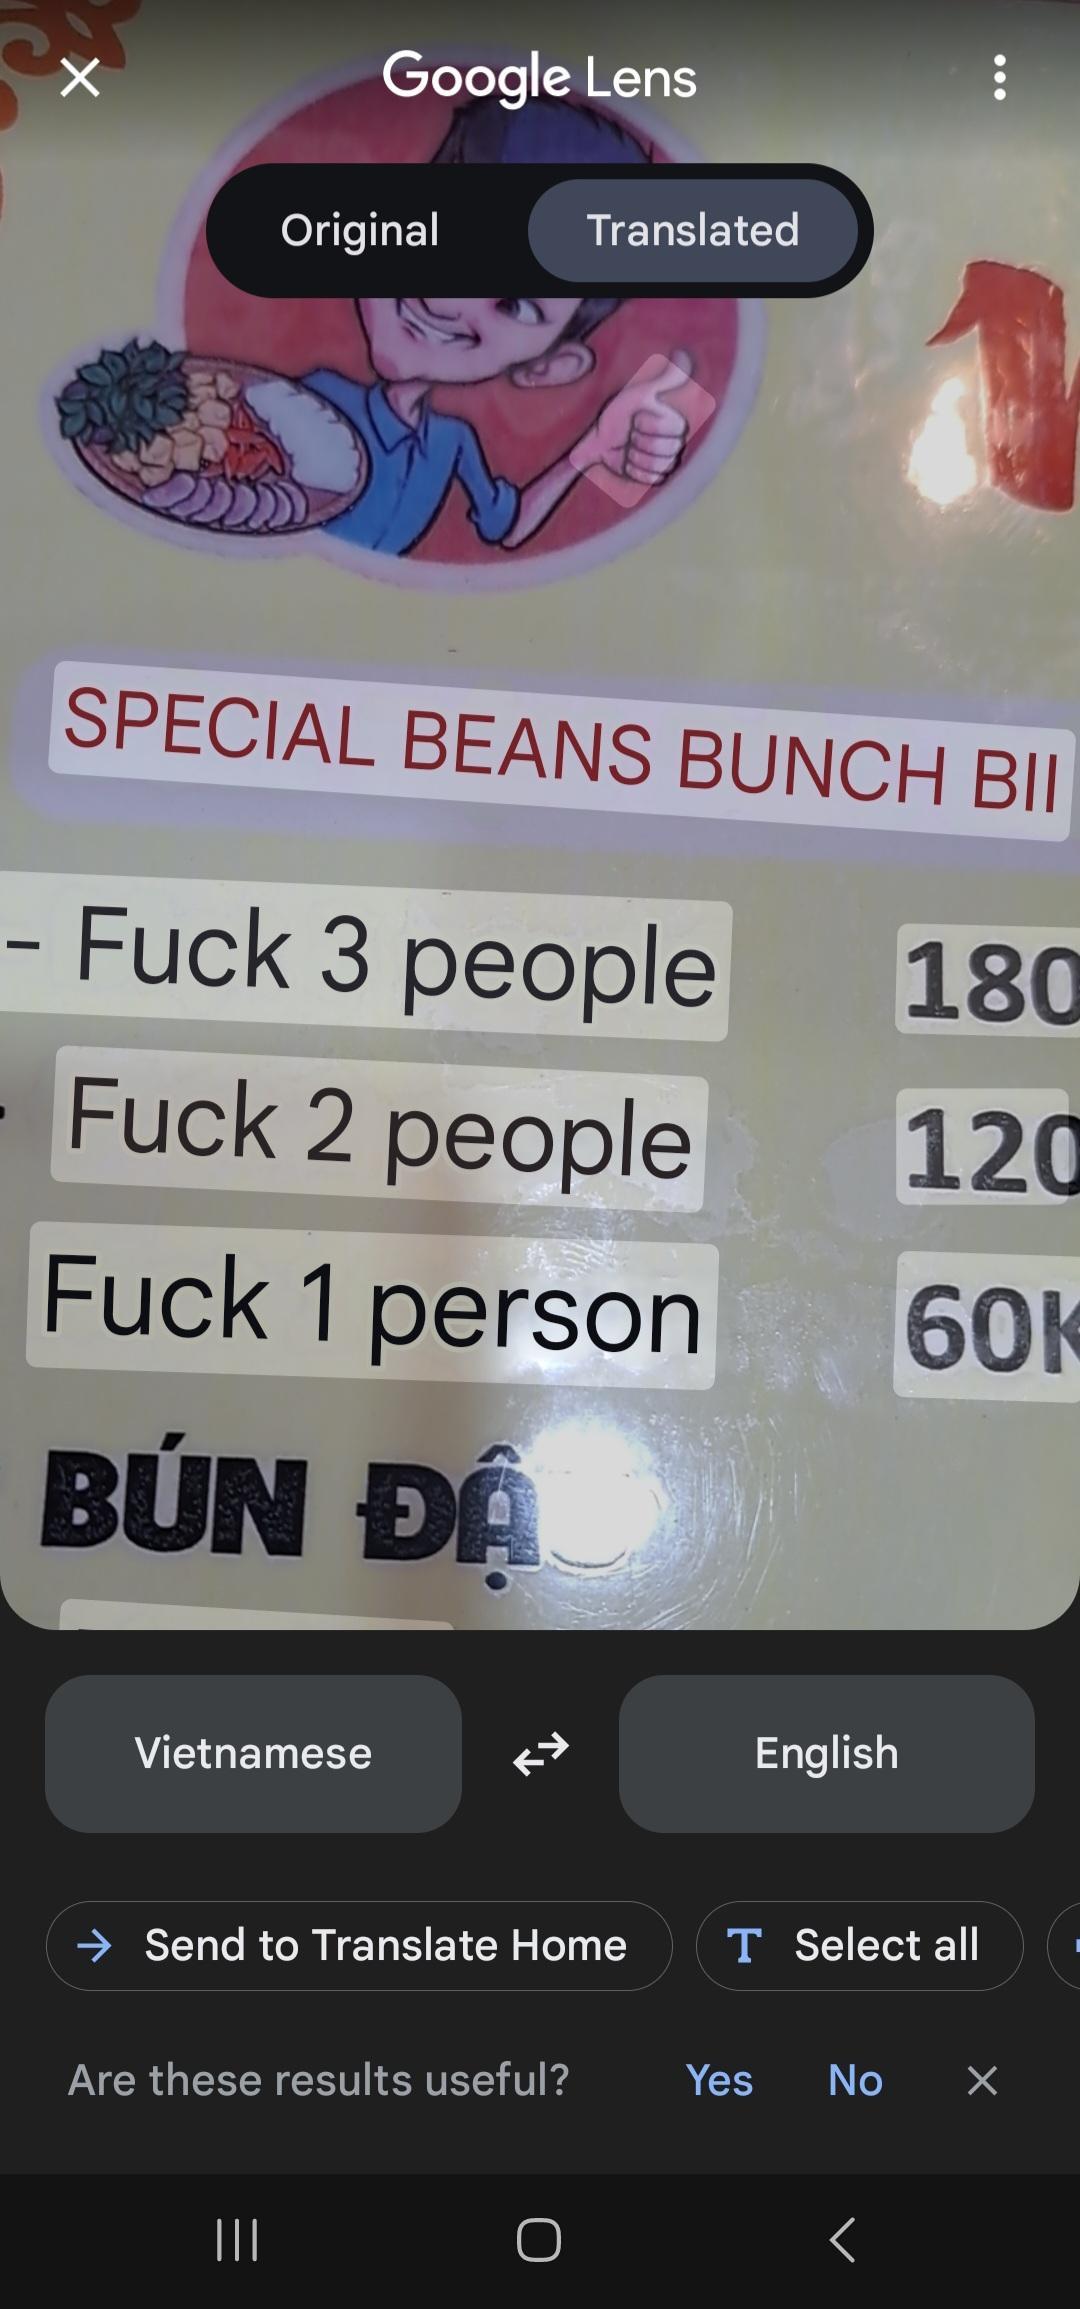 Google Lens
Original
Translated
SPECIAL BEANS BUNCH BII
- Fuck 3 people
180
Fuck 2 people
120
Fuck 1 person
60K
BÚN ĐẬ
Vietnamese
English
Send to Translate Home
Select all
Are these results useful?
Yes
No